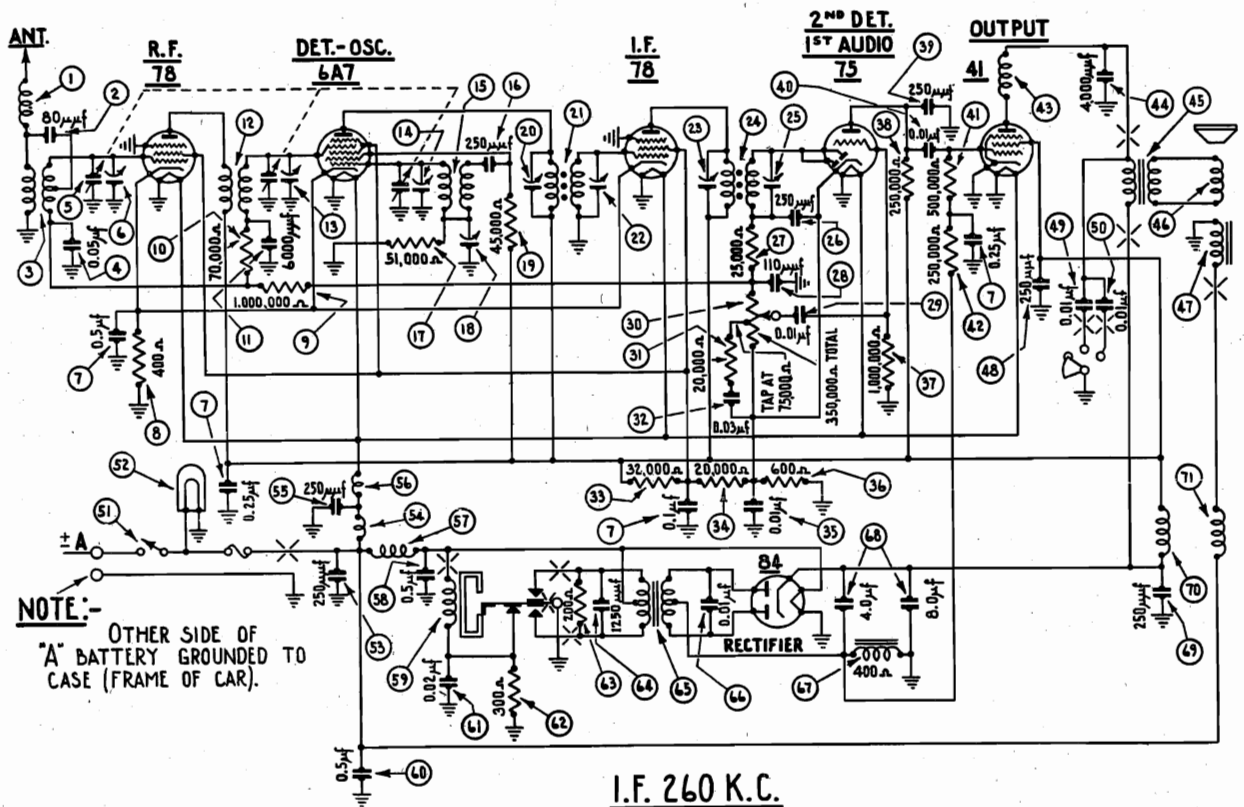 ANT.
R.F.
78
DET.-OSC.
6A7
I.F.
78
2ND DET.
1ST AUDIO
75
OUTPUT
41
1
2
80μμf
3
4
0.05μf
5
6
7
0.5μf
8
400Ω
9
1,000,000Ω
10
70,000Ω
11
6000μμf
12
13
14
15
16
250μμf
17
51,000Ω
18
19
45,000Ω
20
21
22
23
24
25
26
250μμf
27
25,000Ω
28
110μμf
29
0.01μf
30
31
20,000Ω
32
0.03μf
TAP AT
75000Ω
350,000Ω TOTAL
33
32,000Ω
34
20,000Ω
35
0.01μf
36
600Ω
37
1,000,000Ω
38
250,000Ω
39
250μμf
40
0.01μf
41
500,000Ω
42
250,000Ω
7
0.25μf
43
44
4,000μμf
45
46
47
48
250μμf
49
0.01μf
50
0.01μf
7
0.25μf
7
0.1μf
51
52
53
250μμf
54
55
250μμf
56
57
58
0.5μf
59
60
0.5μf
61
0.02μf
62
300Ω
63
200Ω
64
1250μμf
65
66
0.01μf
84
RECTIFIER
67
400Ω
68
4.0μf
8.0μf
69
250μμf
70
71
± A
NOTE:-
OTHER SIDE OF
"A" BATTERY GROUNDED TO
CASE (FRAME OF CAR).
I.F. 260 K.C.